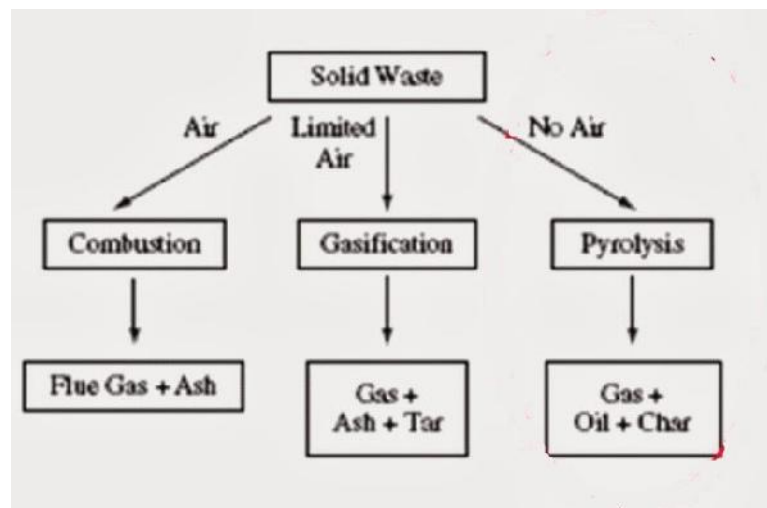 Solid Waste
Air
Limited
Air
No Air
Combustion
Gasification
Pyrolysis
Flue Gas + Ash
Gas +
Ash + Tar
Gas +
Oil + Char